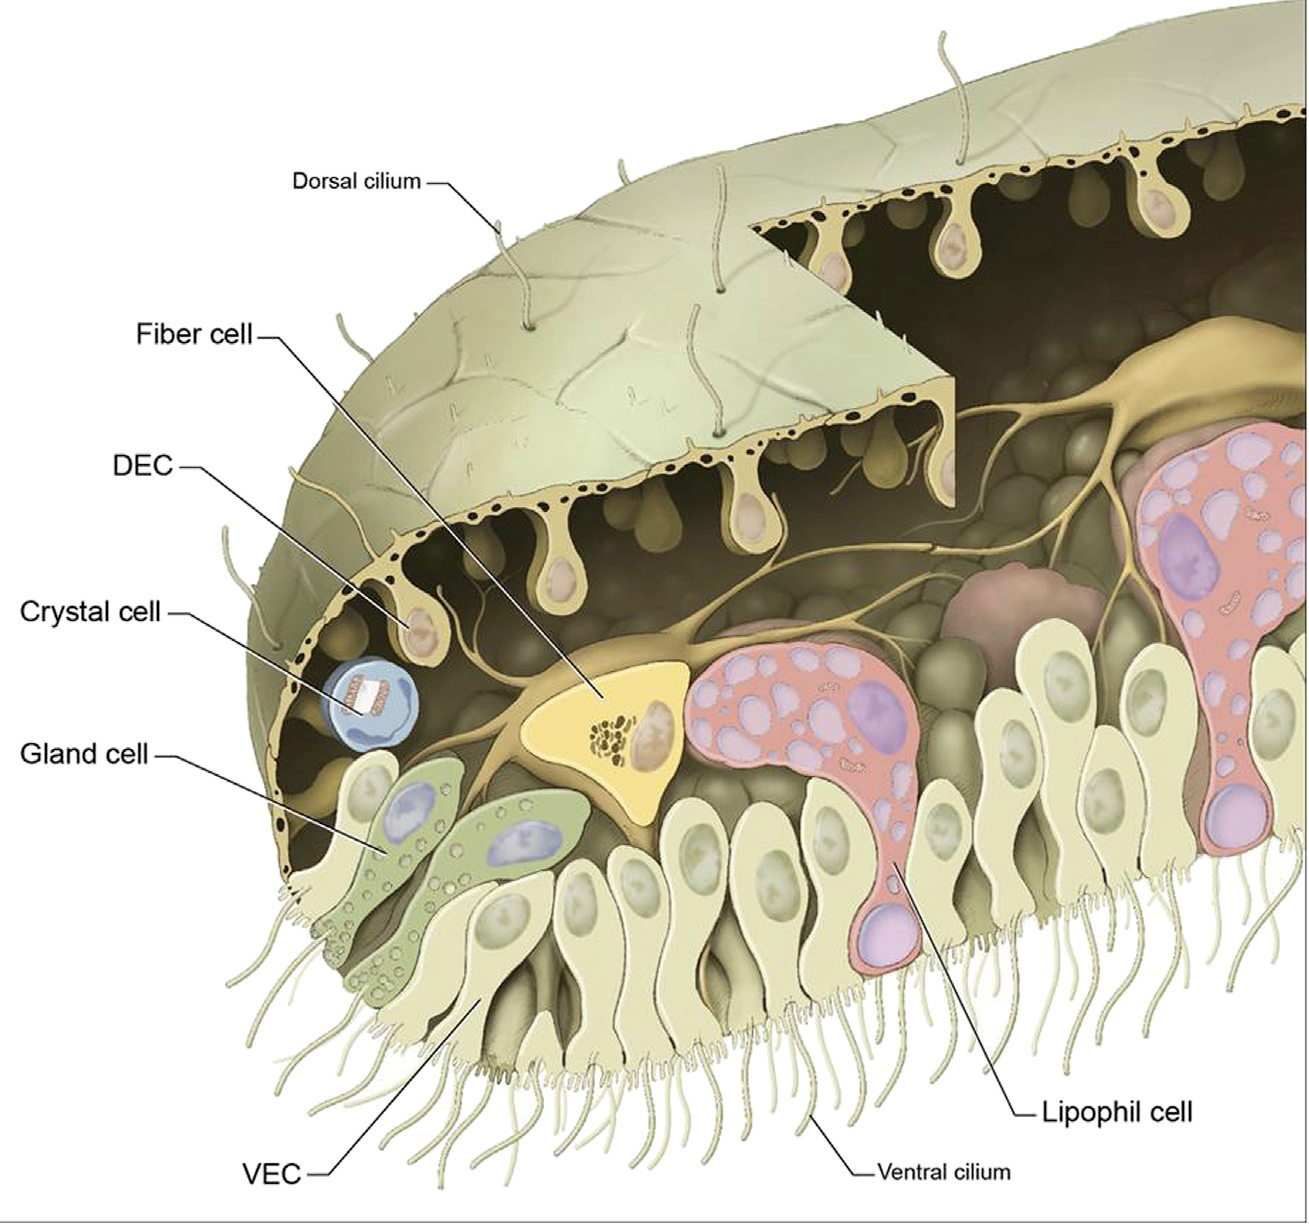 Dorsal cilium
Fiber cell
DEC
Crystal cell
Gland cell
Lipophil cell
VEC
Ventral cilium